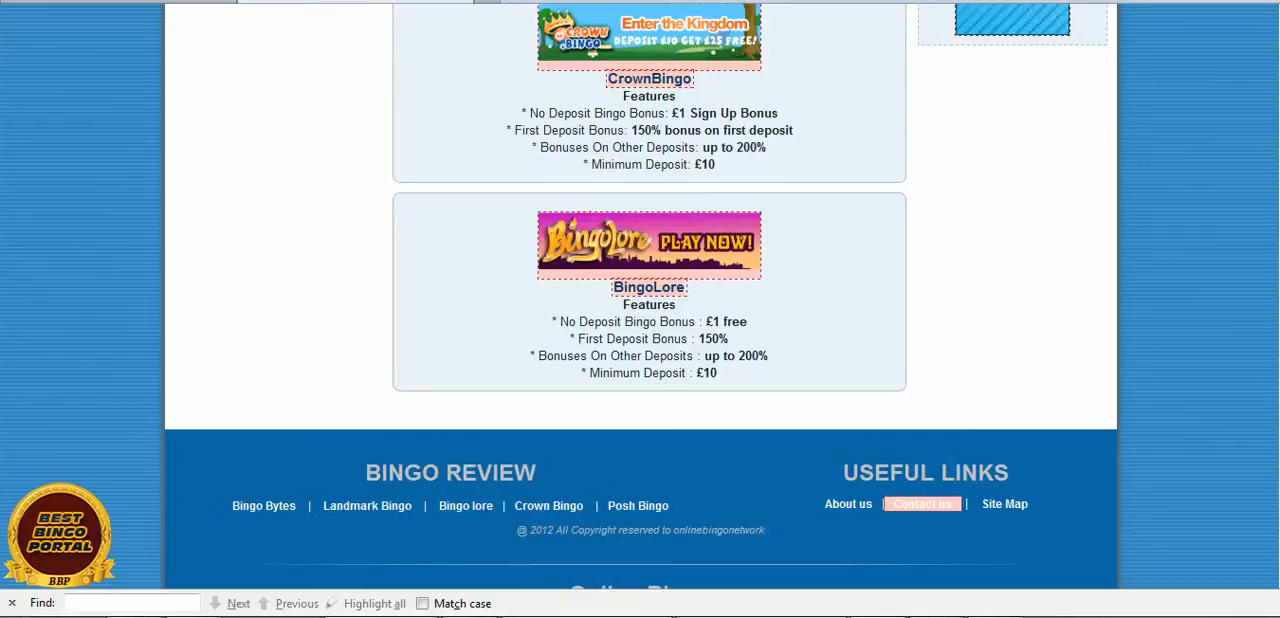 CROWN BINGO
Enter the Kingdom
DEPOSIT £10 GET £25 FREE!
CrownBingo
Features
* No Deposit Bingo Bonus: £1 Sign Up Bonus
* First Deposit Bonus: 150% bonus on first deposit
* Bonuses On Other Deposits: up to 200%
* Minimum Deposit: £10
BingoLore PLAY NOW!
BingoLore
Features
* No Deposit Bingo Bonus : £1 free
* First Deposit Bonus : 150%
* Bonuses On Other Deposits : up to 200%
* Minimum Deposit : £10
BINGO REVIEW
Bingo Bytes | Landmark Bingo | Bingo lore | Crown Bingo | Posh Bingo
USEFUL LINKS
About us | Contact us | Site Map
@ 2012 All Copyright reserved to onlinebingonetwork
BEST
BINGO
PORTAL
BBP
Find: Next Previous Highlight all Match case